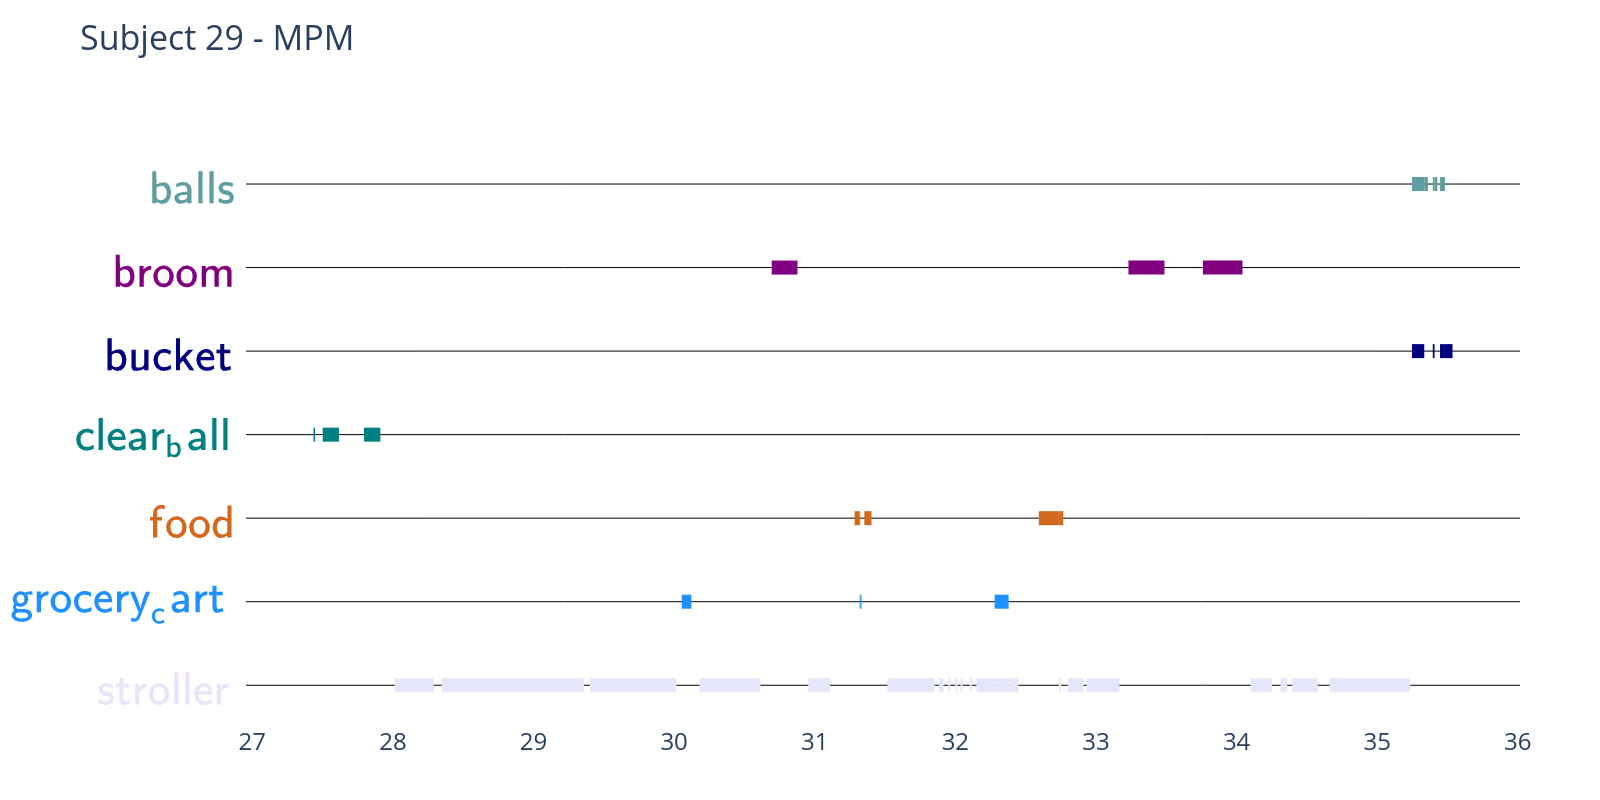 Subject 29 - MPM
balls
broom
bucket
clear_ball
food
grocery_cart
stroller
27 28 29 30 31 32 33 34 35 36